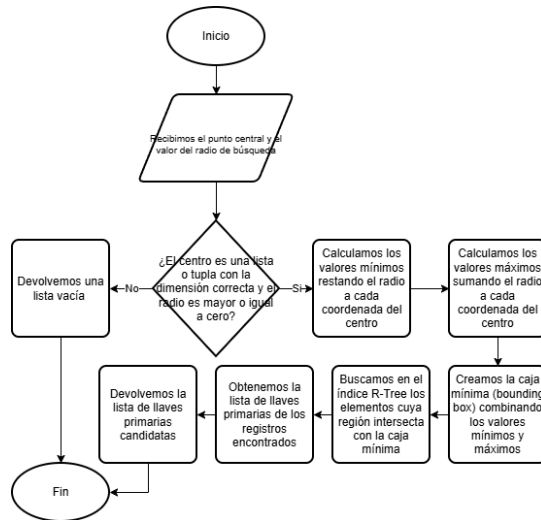 Inicio
Recibimos el punto central y el
valor del radio de búsqueda
¿El centro es una lista
o tupla con la
dimensión correcta y el
radio es mayor o igual
a cero?
No
Si
Devolvemos una
lista vacía
Calculamos los
valores mínimos
restando el radio
a cada
coordenada del
centro
Calculamos los
valores máximos
sumando el radio
a cada
coordenada del
centro
Creamos la caja
mínima (bounding
box) combinando
los valores
mínimos y
máximos
Buscamos en el
índice R-Tree los
elementos cuya
región intersecta
con la caja
mínima
Obtenemos la
lista de llaves
primarias de los
registros
encontrados
Devolvemos la
lista de llaves
primarias
candidatas
Fin